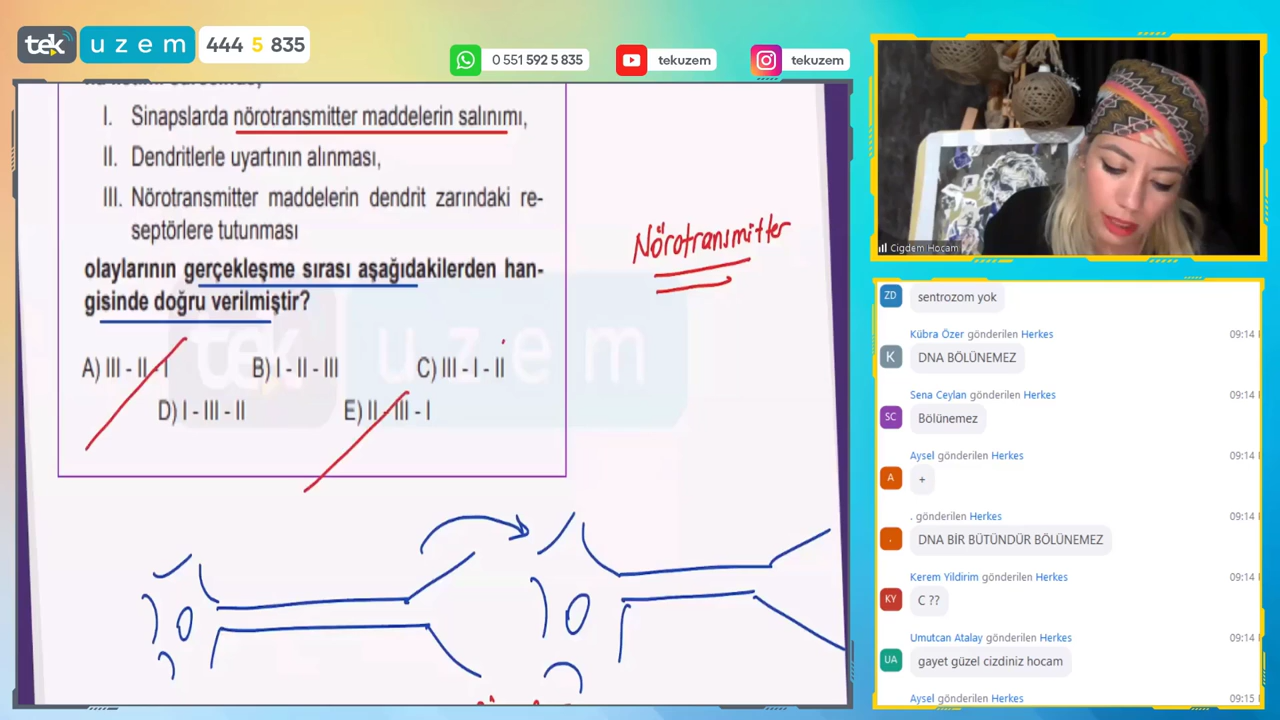 tek
uzem
444 5 835
0 551 592 5 835
tekuzem
tekuzem
I. Sinapslarda nörotransmitter maddelerin salınımı,
II. Dendritlerle uyartının alınması,
III. Nörotransmitter maddelerin dendrit zarındaki re-
septörlere tutunması
olaylarının gerçekleşme sırası aşağıdakilerden han-
gisinde doğru verilmiştir?
A) III - II - I B) I - II - III C) III - I - II
D) I - III - II E) II - III - I
Nörotransmitter
tek uzem
Cigdem Hocam
ZD
sentrozom yok
Kübra Özer gönderilen Herkes 09:14
K
DNA BÖLÜNEMEZ
Sena Ceylan gönderilen Herkes 09:14
SC
Bölünemez
Aysel gönderilen Herkes 09:14
A
+
. gönderilen Herkes 09:14
.
DNA BİR BÜTÜNDÜR BÖLÜNEMEZ
Kerem Yildirim gönderilen Herkes 09:14
KY
C ??
Umutcan Atalay gönderilen Herkes 09:14
UA
gayet güzel cizdiniz hocam
Aysel gönderilen Herkes 09:15